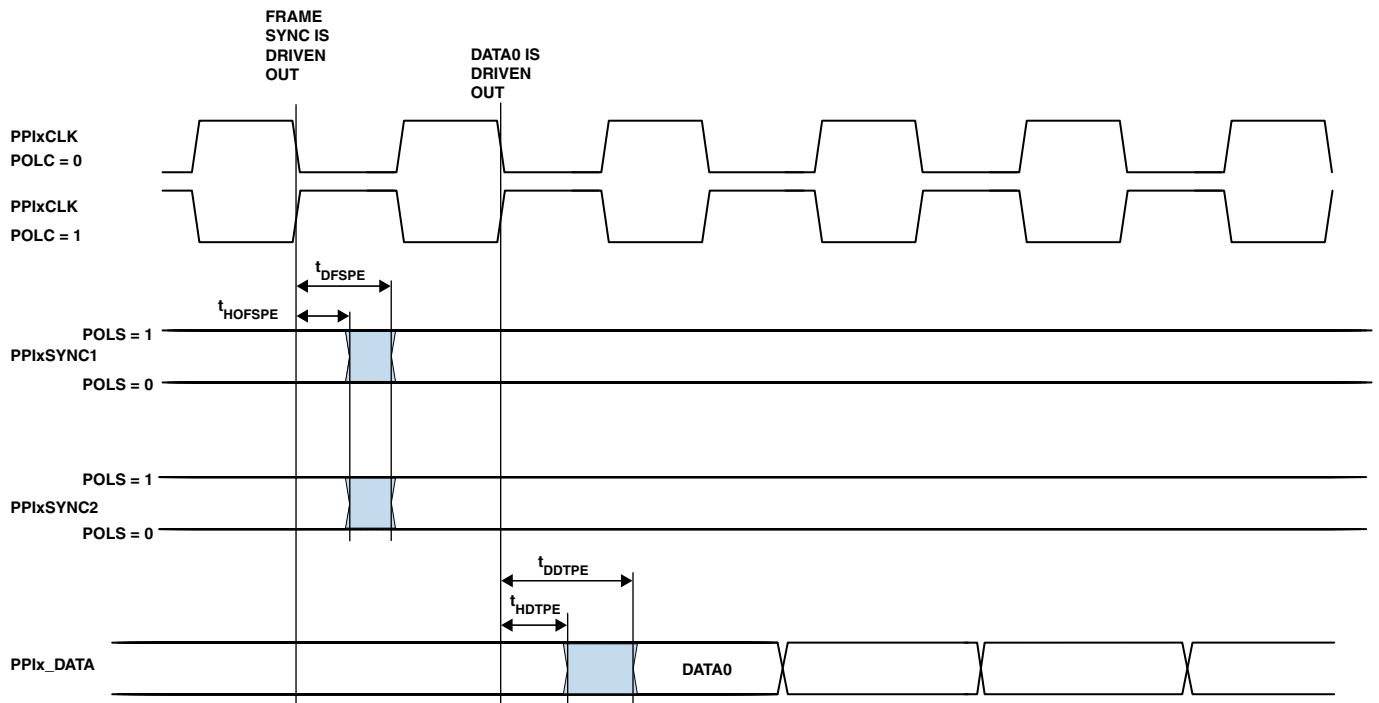 FRAME
SYNC IS
DRIVEN
OUT
DATA0 IS
DRIVEN
OUT
PPIxCLK
POLC = 0
PPIxCLK
POLC = 1
tDFSPE
tHOFSPE
POLS = 1
PPIxSYNC1
POLS = 0
POLS = 1
PPIxSYNC2
POLS = 0
tDDTPE
tHDTPE
PPIx_DATA
DATA0